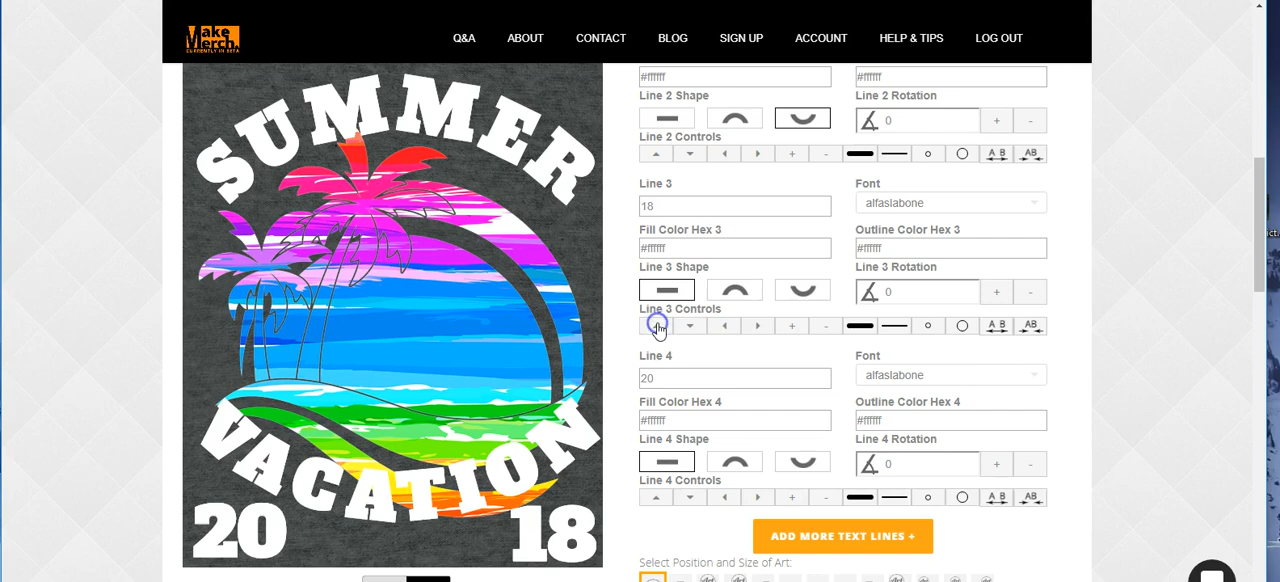 Make
Merch.
CURRENTLY IN BETA
Q&A ABOUT CONTACT BLOG SIGN UP ACCOUNT HELP & TIPS LOG OUT
SUMMER
VACATION
20 18
#ffffff #ffffff
Line 2 Shape Line 2 Rotation
0 + -
Line 2 Controls
+ - A B AB
Line 3 Font
18 alfaslabone
Fill Color Hex 3 Outline Color Hex 3
#ffffff #ffffff
Line 3 Shape Line 3 Rotation
0 + -
Line 3 Controls
+ - A B AB
Line 4 Font
20 alfaslabone
Fill Color Hex 4 Outline Color Hex 4
#ffffff #ffffff
Line 4 Shape Line 4 Rotation
0 + -
Line 4 Controls
+ - A B AB
ADD MORE TEXT LINES +
Select Position and Size of Art: